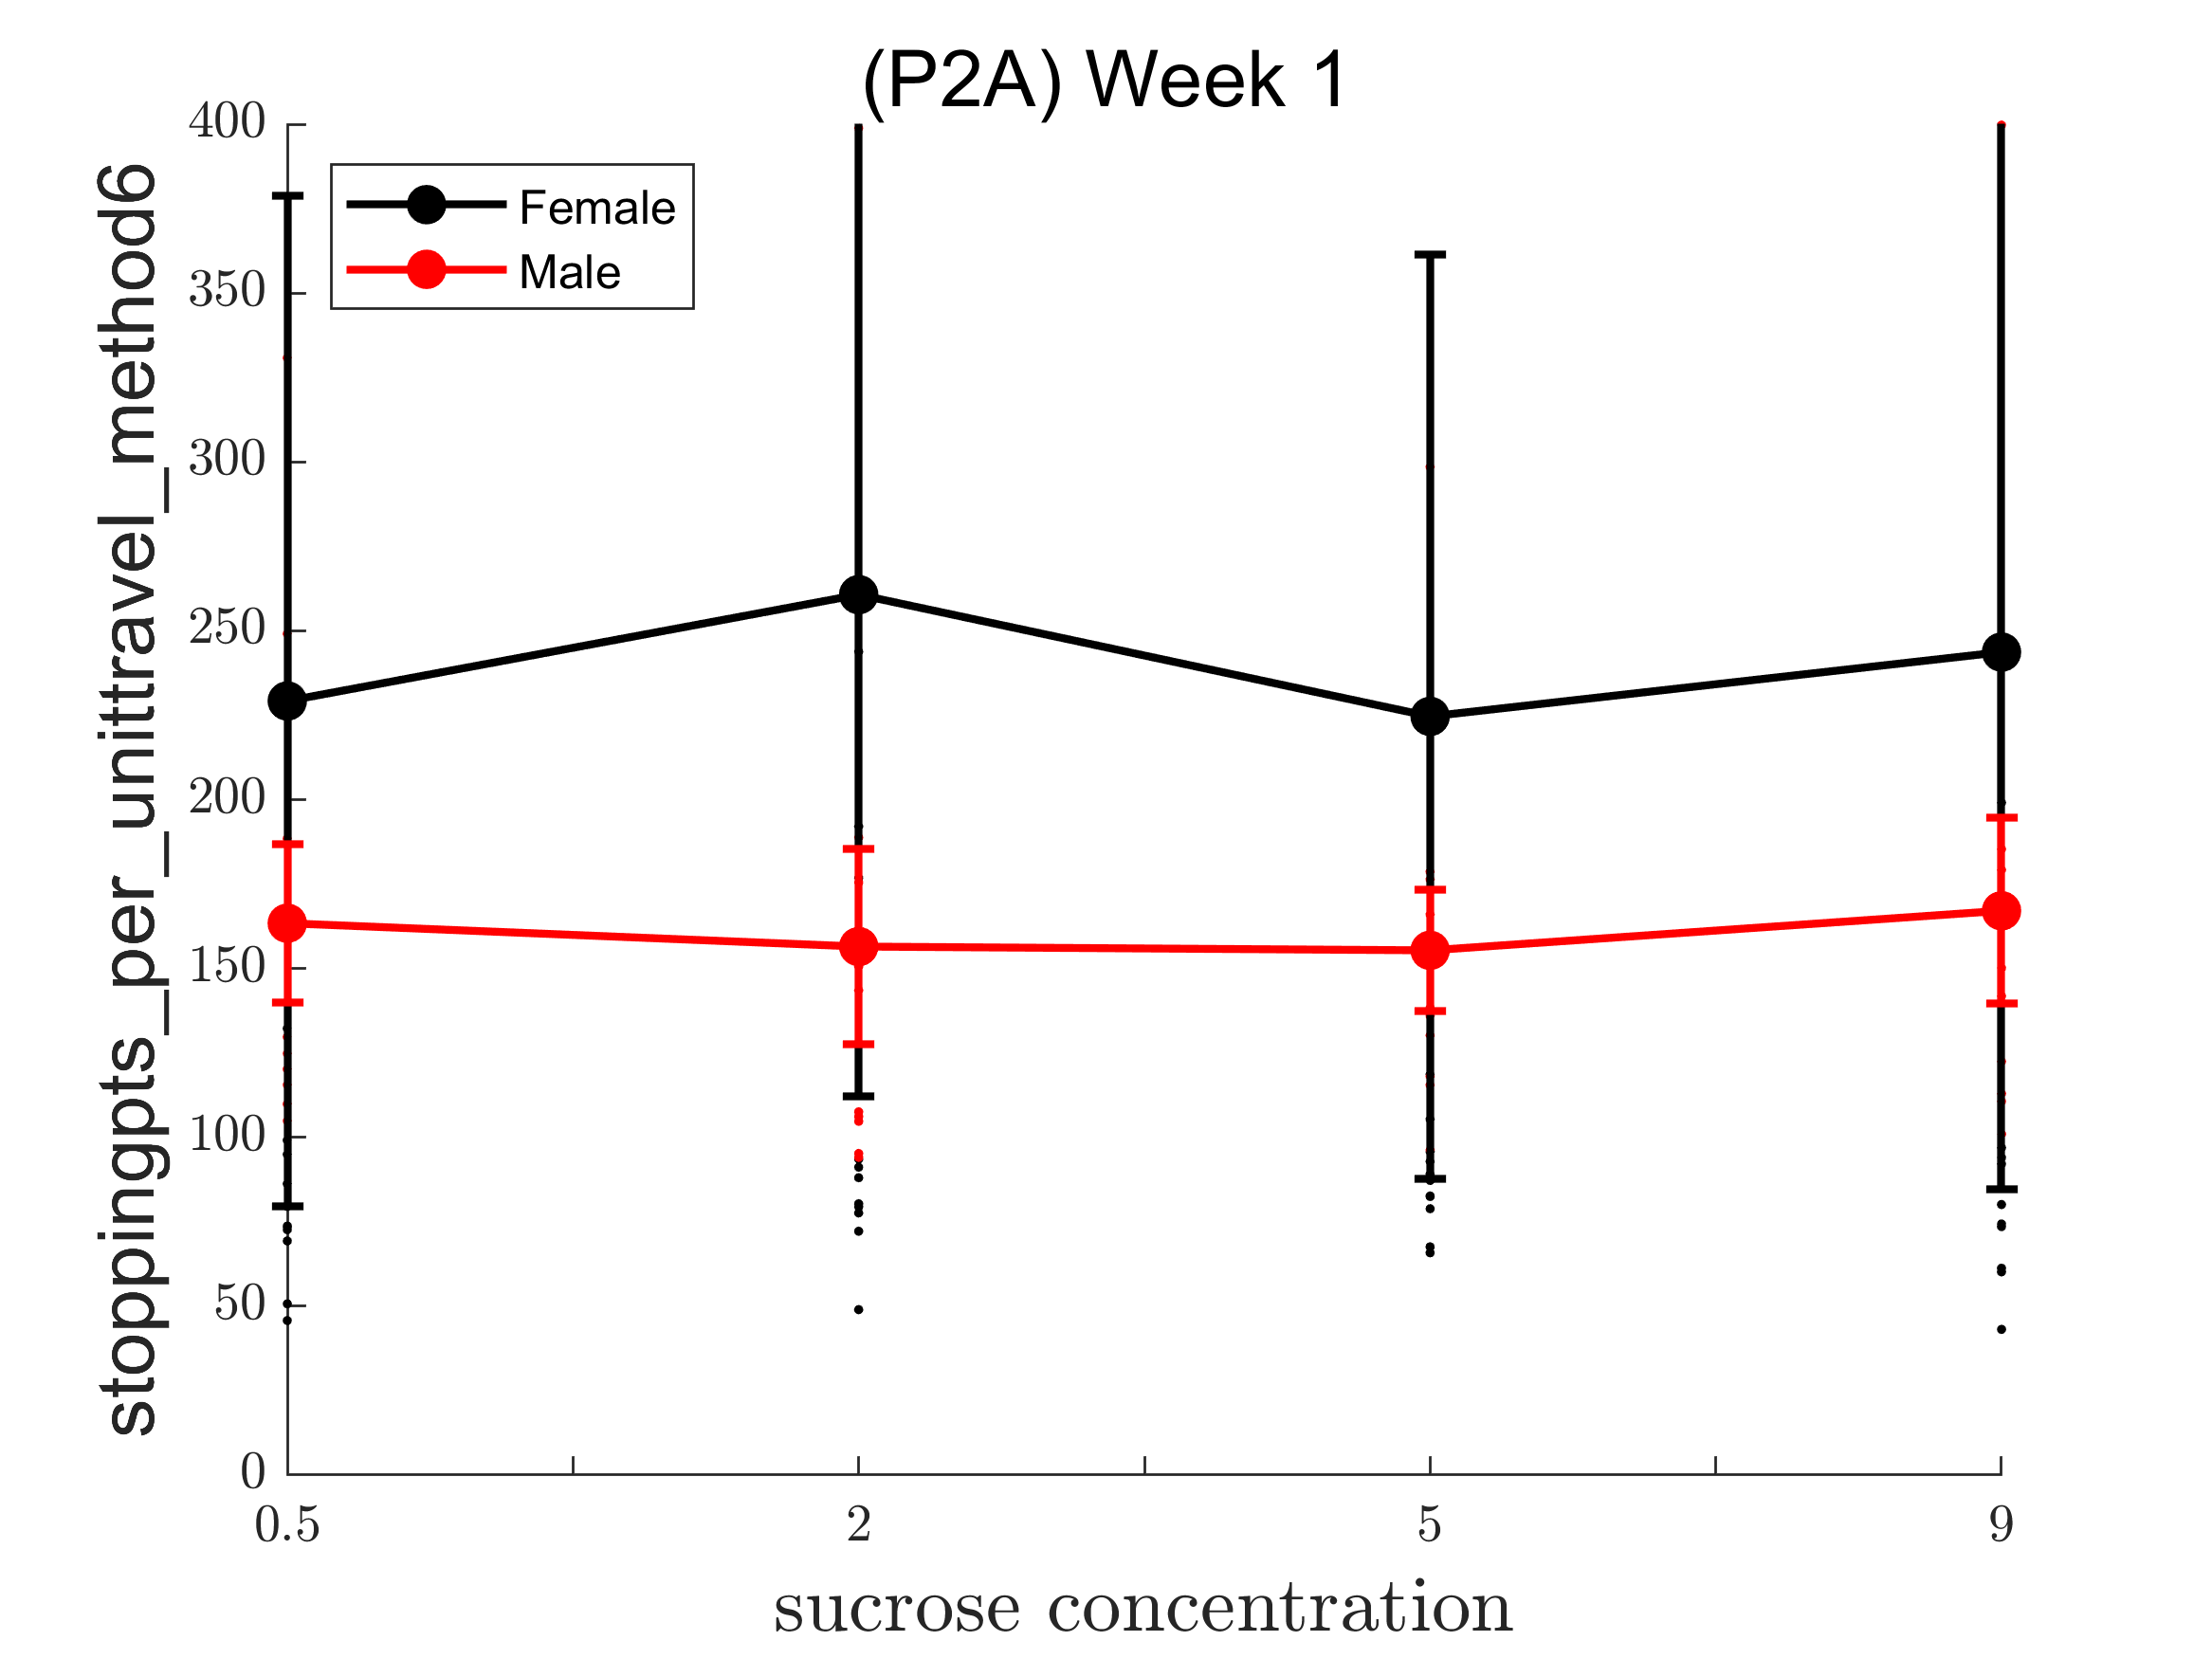 (P2A) Week 1
stoppingpts_per_unittravel_method6
400
350
300
250
200
150
100
50
0
Female
Male
0.5 2 5 9
sucrose concentration